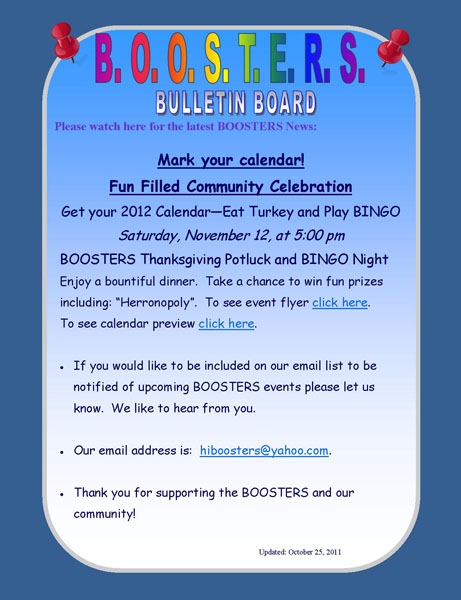 B. O. O. S. T. E. R. S.
BULLETIN BOARD
Please watch here for the latest BOOSTERS News:
Mark your calendar!
Fun Filled Community Celebration
Get your 2012 Calendar—Eat Turkey and Play BINGO
Saturday, November 12, at 5:00 pm
BOOSTERS Thanksgiving Potluck and BINGO Night
Enjoy a bountiful dinner. Take a chance to win fun prizes
including: “Herronopoly”. To see event flyer click here.
To see calendar preview click here.
• If you would like to be included on our email list to be
notified of upcoming BOOSTERS events please let us
know. We like to hear from you.
• Our email address is: hiboosters@yahoo.com.
• Thank you for supporting the BOOSTERS and our
community!
Updated: October 25, 2011